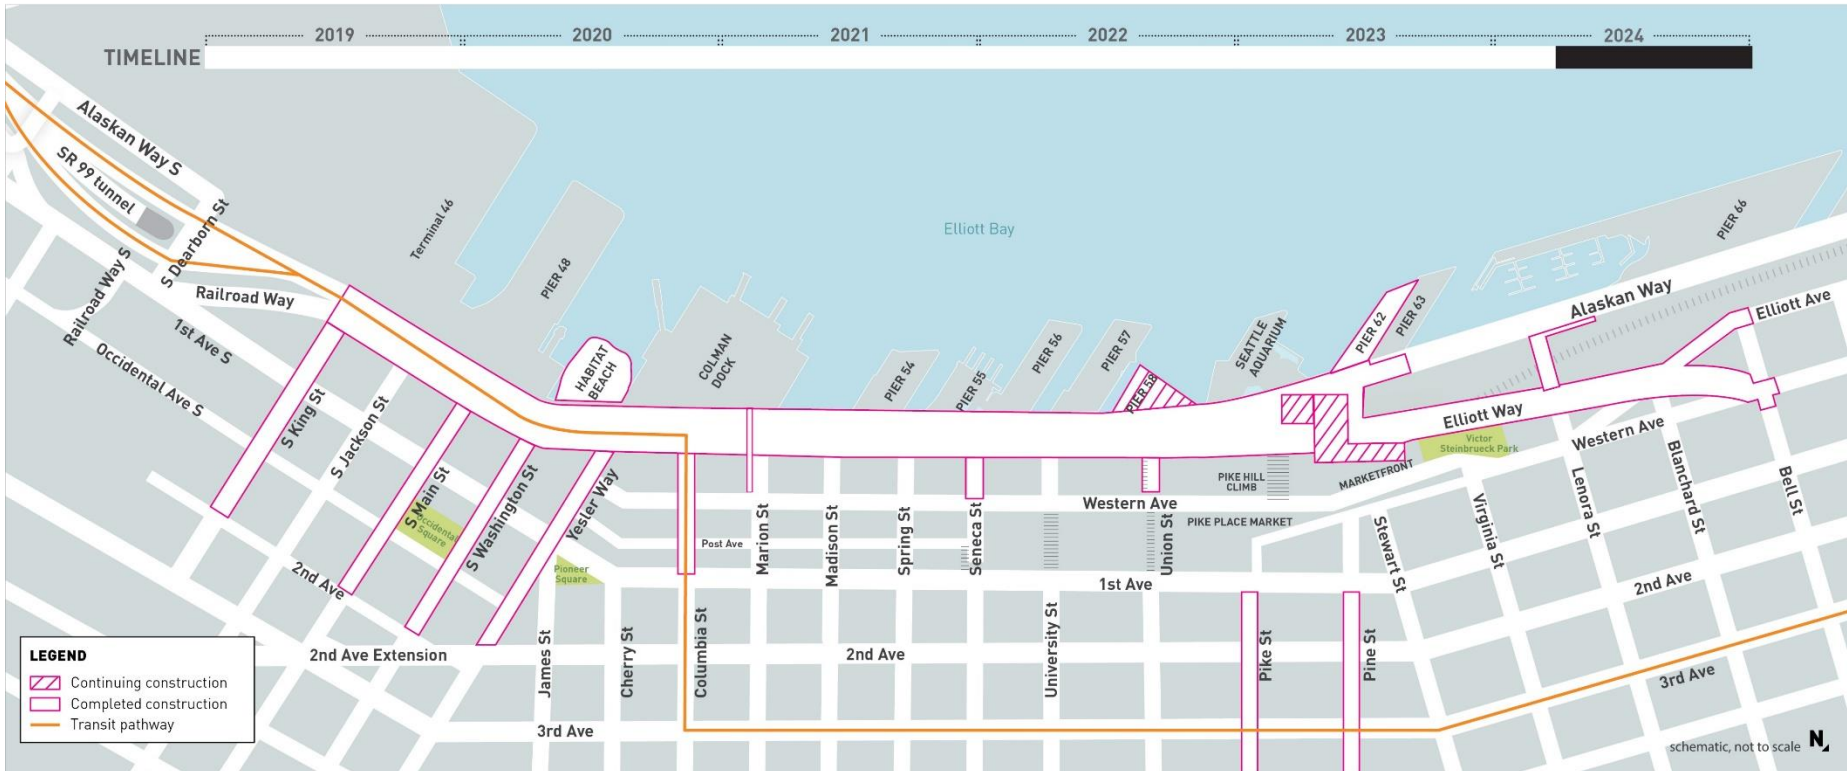 2019
2020
2021
2022
2023
2024
TIMELINE
Alaskan Way S
SR 99 tunnel
S Dearborn St
Railroad Way S
Railroad Way
1st Ave S
Occidental Ave S
Terminal 46
PIER 48
HABITAT
BEACH
COLMAN
DOCK
Elliott Bay
PIER 54
PIER 55
PIER 56
PIER 57
PIER 58
SEATTLE
AQUARIUM
PIER 62
PIER 63
PIER 66
Alaskan Way
Elliott Ave
Elliott Way
Victor
Steinbrueck Park
Western Ave
MARKETFRONT
PIKE HILL
CLIMB
Western Ave
PIKE PLACE MARKET
S King St
S Jackson St
S Main St
Occidental
Square
S Washington St
Yesler Way
Pioneer
Square
Post Ave
Marion St
Madison St
Spring St
Seneca St
Union St
1st Ave
Stewart St
Virginia St
Lenora St
Blanchard St
Bell St
2nd Ave
2nd Ave
2nd Ave Extension
James St
Cherry St
Columbia St
2nd Ave
University St
Pike St
Pine St
3rd Ave
3rd Ave
LEGEND
Continuing construction
Completed construction
Transit pathway
schematic, not to scale
N